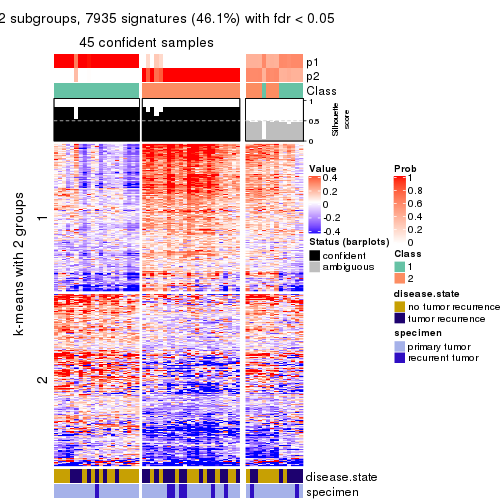 2 subgroups, 7935 signatures (46.1%) with fdr < 0.05
45 confident samples
p1
p2
Class
1
0.5
0
Silhouette
score
k-means with 2 groups
1
2
disease.state
specimen
Value
0.4
0.2
0
-0.2
-0.4
Status (barplots)
confident
ambiguous
Prob
1
0.8
0.6
0.4
0.2
0
Class
1
2
disease.state
no tumor recurrence
tumor recurrence
specimen
primary tumor
recurrent tumor